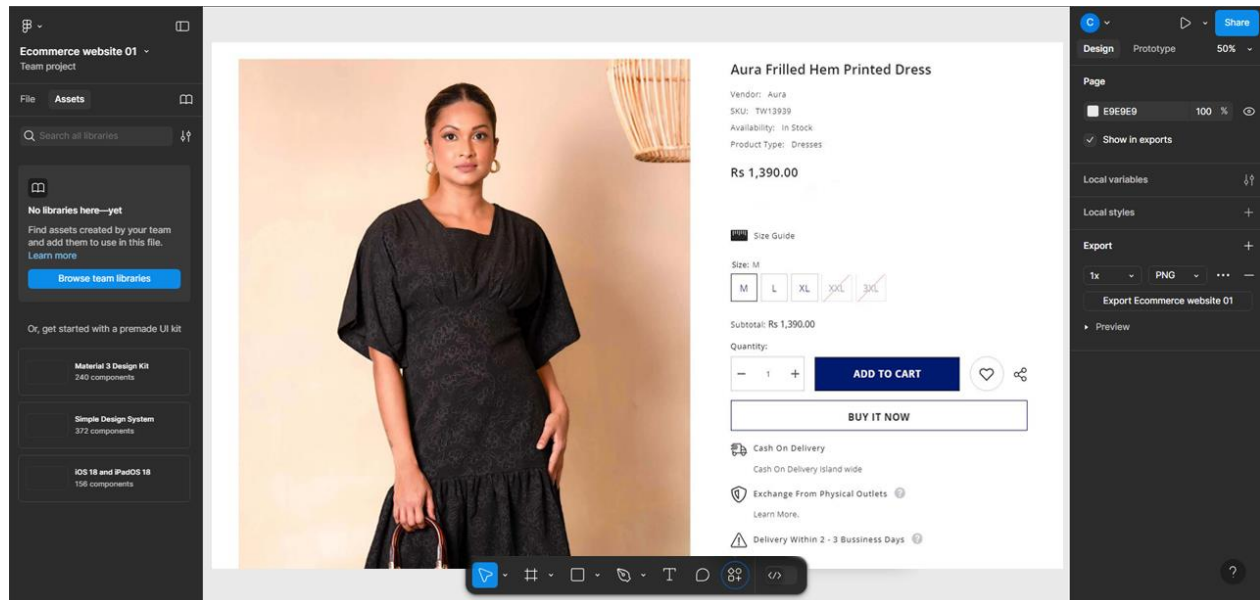 Ecommerce website 01
Team project
File Assets
Search all libraries
No libraries here—yet
Find assets created by your team
and add them to use in this file.
Learn more
Browse team libraries
Or, get started with a premade UI kit
Material 3 Design Kit
240 components
Simple Design System
372 components
iOS 18 and iPadOS 18
156 components
Aura Frilled Hem Printed Dress
Vendor: Aura
SKU: TW13939
Availability: In Stock
Product Type: Dresses
Rs 1,390.00
Size Guide
Size: M
M L XL XXL 3XL
Subtotal: Rs 1,390.00
Quantity:
− 1 + ADD TO CART
BUY IT NOW
Cash On Delivery
Cash On Delivery island wide
Exchange From Physical Outlets ?
Learn More.
Delivery Within 2 - 3 Bussiness Days ?
C Share
Design Prototype 50%
Page
E9E9E9 100 %
Show in exports
Local variables
Local styles
Export
1x PNG
Export Ecommerce website 01
Preview
?